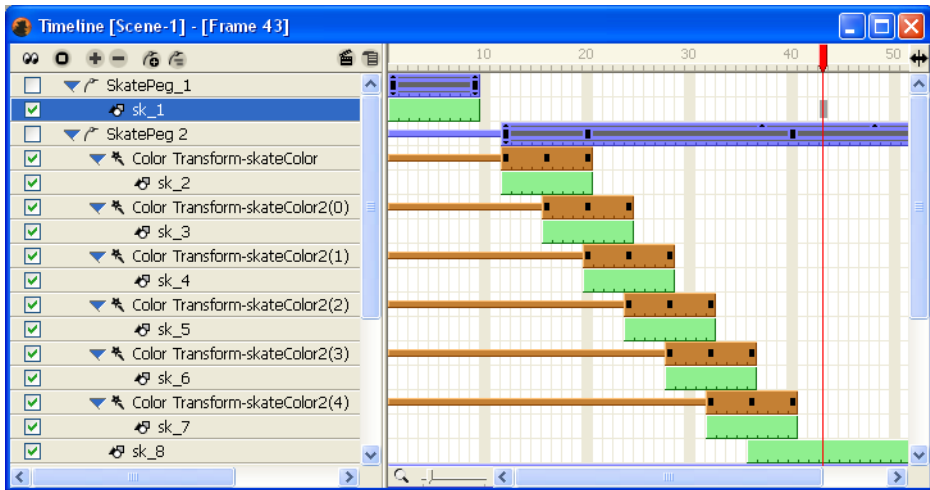 Timeline [Scene-1] - [Frame 43]
10 20 30 40 50
SkatePeg_1
sk_1
SkatePeg 2
Color Transform-skateColor
sk_2
Color Transform-skateColor2(0)
sk_3
Color Transform-skateColor2(1)
sk_4
Color Transform-skateColor2(2)
sk_5
Color Transform-skateColor2(3)
sk_6
Color Transform-skateColor2(4)
sk_7
sk_8